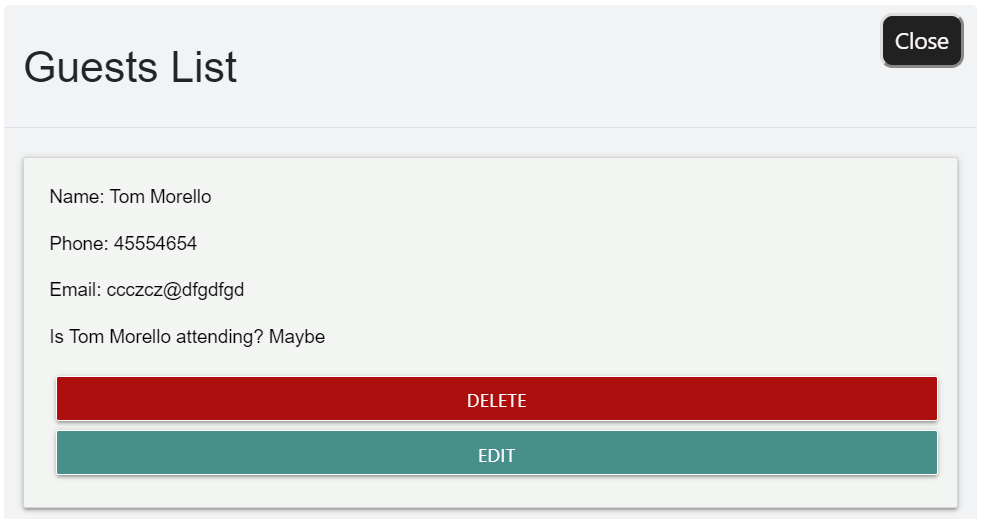 Close
Guests List
Name: Tom Morello
Phone: 45554654
Email: ccczcz@dfgdfgd
Is Tom Morello attending? Maybe
DELETE
EDIT